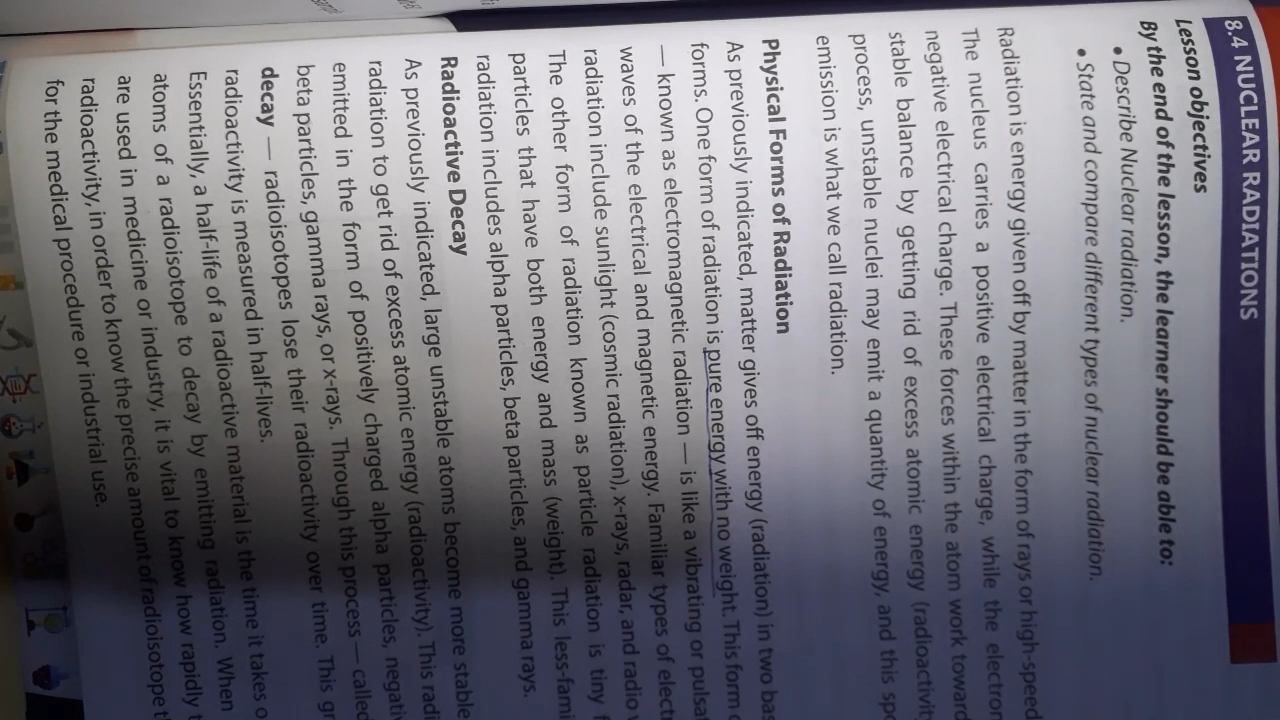 8.4 NUCLEAR RADIATIONS
Lesson objectives
By the end of the lesson, the learner should be able to:
• Describe Nuclear radiation.
• State and compare different types of nuclear radiation.
Radiation is energy given off by matter in the form of rays or high-speed
The nucleus carries a positive electrical charge, while the electron
negative electrical charge. These forces within the atom work toward
stable balance by getting rid of excess atomic energy (radioactivity
process, unstable nuclei may emit a quantity of energy, and this spo
emission is what we call radiation.
Physical Forms of Radiation
As previously indicated, matter gives off energy (radiation) in two bas
forms. One form of radiation is pure energy with no weight. This form o
— known as electromagnetic radiation — is like a vibrating or pulsat
waves of the electrical and magnetic energy. Familiar types of elect
radiation include sunlight (cosmic radiation), x-rays, radar, and radio w
The other form of radiation known as particle radiation is tiny f
particles that have both energy and mass (weight). This less-fami
radiation includes alpha particles, beta particles, and gamma rays.
Radioactive Decay
As previously indicated, large unstable atoms become more stable
radiation to get rid of excess atomic energy (radioactivity). This radi
emitted in the form of positively charged alpha particles, negativ
beta particles, gamma rays, or x-rays. Through this process — called
decay — radioisotopes lose their radioactivity over time. This gr
radioactivity is measured in half-lives.
Essentially, a half-life of a radioactive material is the time it takes o
atoms of a radioisotope to decay by emitting radiation. When
are used in medicine or industry, it is vital to know how rapidly t
radioactivity, in order to know the precise amount of radioisotope t
for the medical procedure or industrial use.